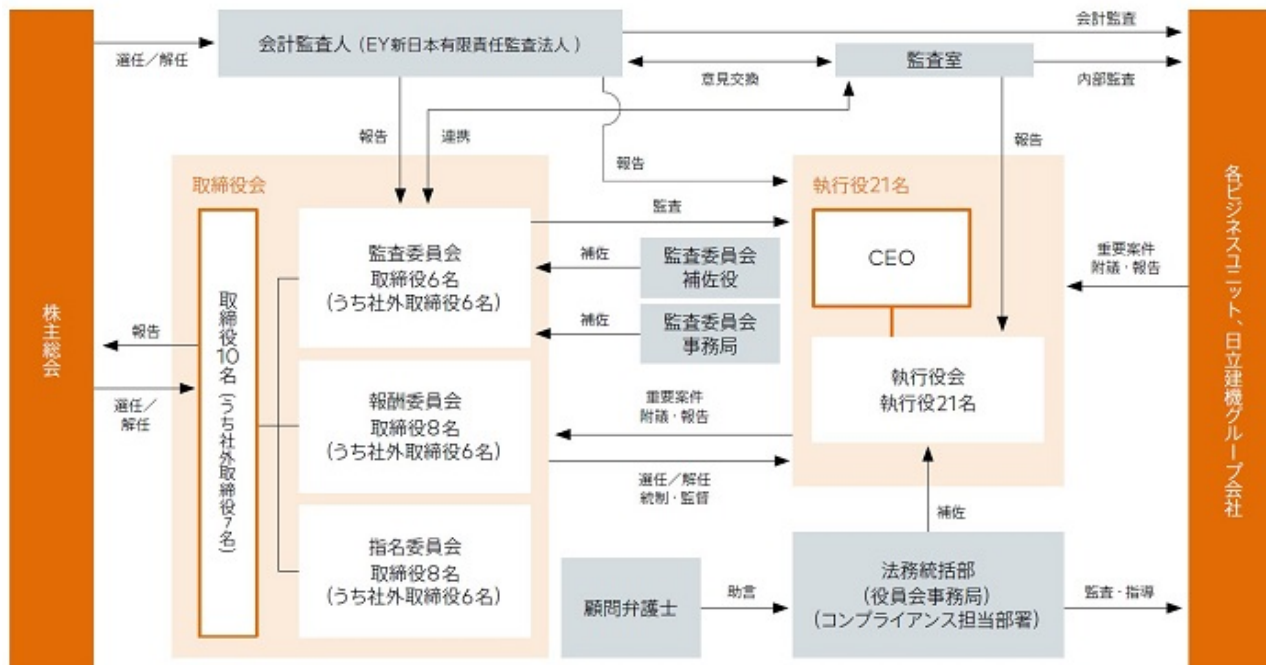 会計監査人（EY新日本有限責任監査法人）
選任／解任
会計監査
監査室
意見交換
内部監査
報告
連携
報告
報告
取締役会
執行役21名
監査
監査委員会
取締役6名
(うち社外取締役6名)
補佐
監査委員会
補佐役
補佐
監査委員会
事務局
CEO
重要案件
附議・報告
株主総会
報告
選任／
解任
取締役10名（うち社外取締役7名）
報酬委員会
取締役8名
(うち社外取締役6名)
重要案件
附議・報告
選任／解任
統制・監督
執行役会
執行役21名
各ビジネスユニット、日立建機グループ会社
補佐
指名委員会
取締役8名
(うち社外取締役6名)
顧問弁護士
助言
法務統括部
(役員会事務局)
(コンプライアンス担当部署)
監査・指導